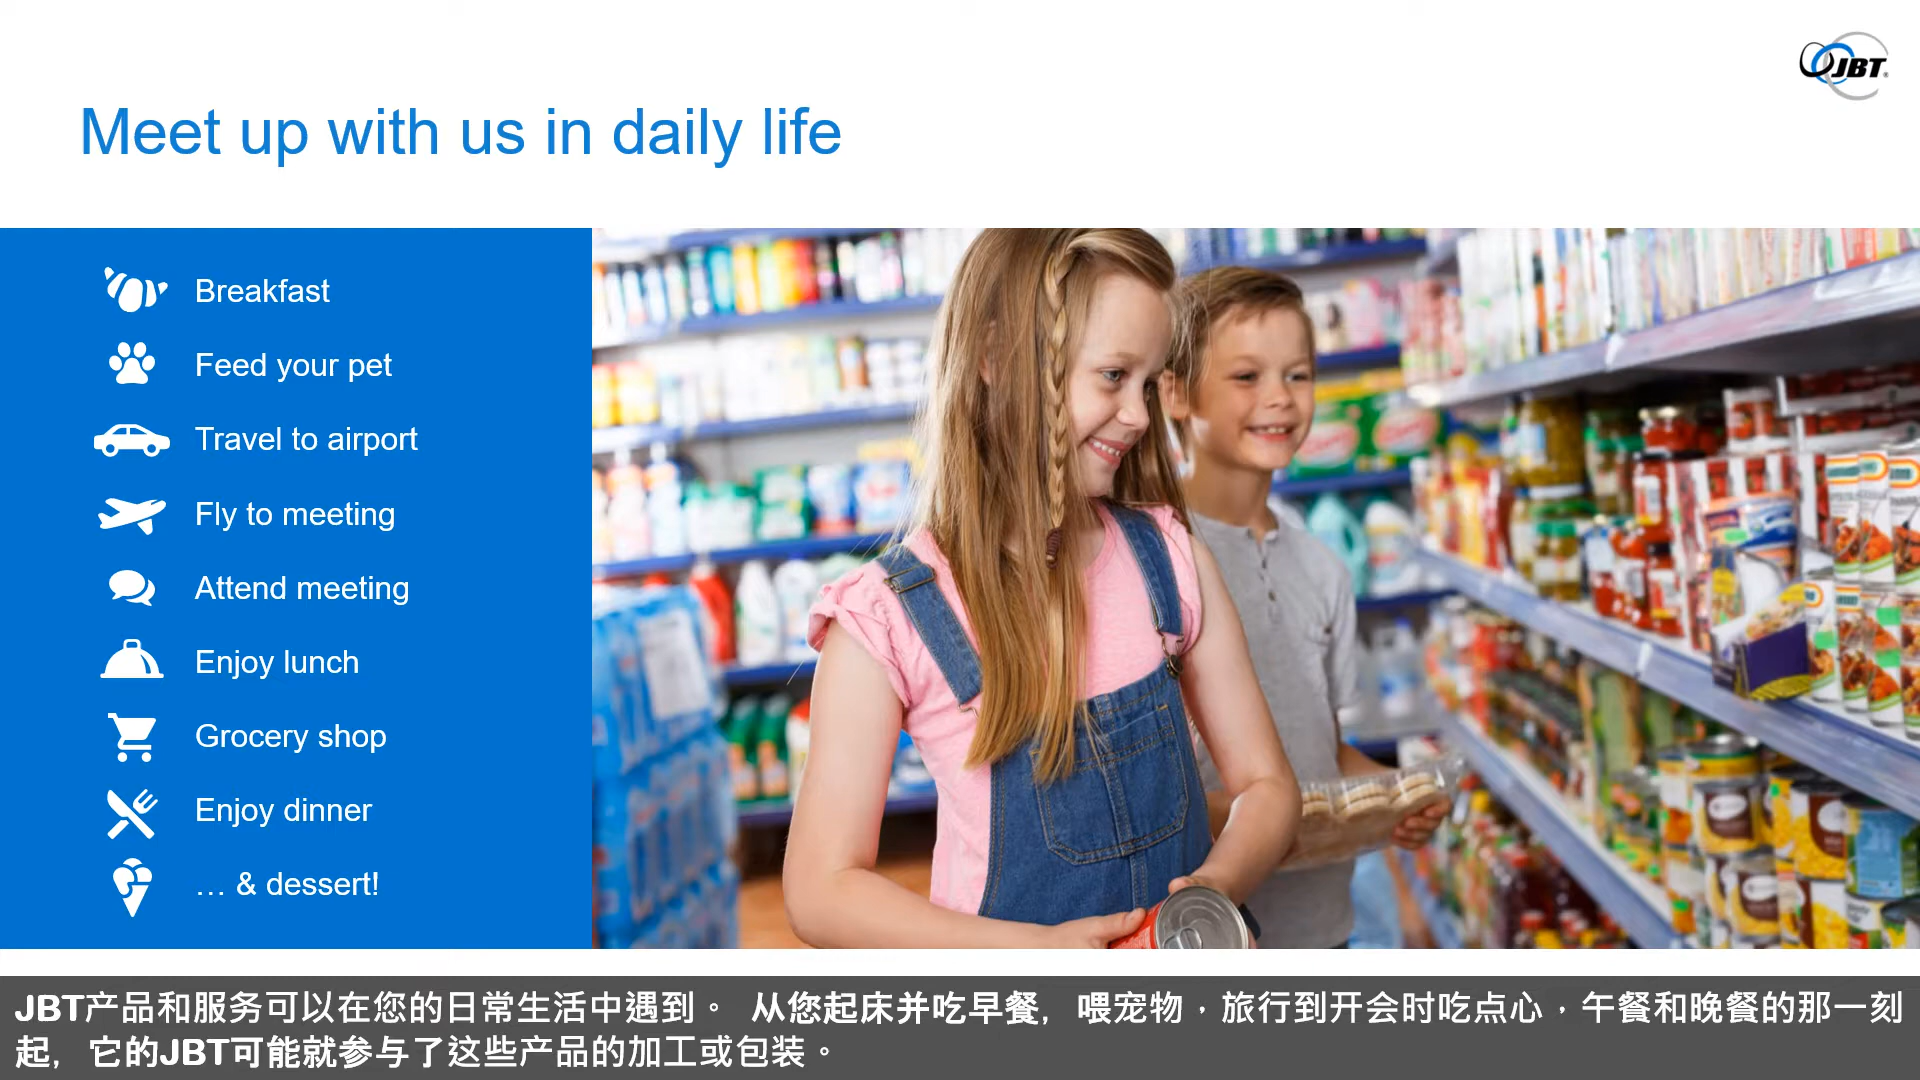 JBT
Meet up with us in daily life
Breakfast
Feed your pet
Travel to airport
Fly to meeting
Attend meeting
Enjoy lunch
Grocery shop
Enjoy dinner
… & dessert!
JBT产品和服务可以在您的日常生活中遇到。 从您起床并吃早餐，喂宠物，旅行到开会时吃点心，午餐和晚餐的那一刻
起，它的JBT可能就参与了这些产品的加工或包装。